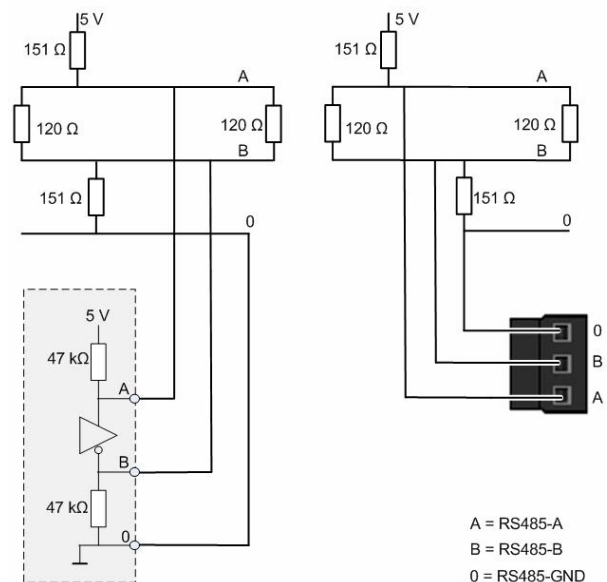 5 V
151 Ω
A
120 Ω
120 Ω
B
151 Ω
0
5 V
47 kΩ
A
B
47 kΩ
0
5 V
151 Ω
A
120 Ω
120 Ω
B
151 Ω
0
0
B
A
A = RS485-A
B = RS485-B
0 = RS485-GND